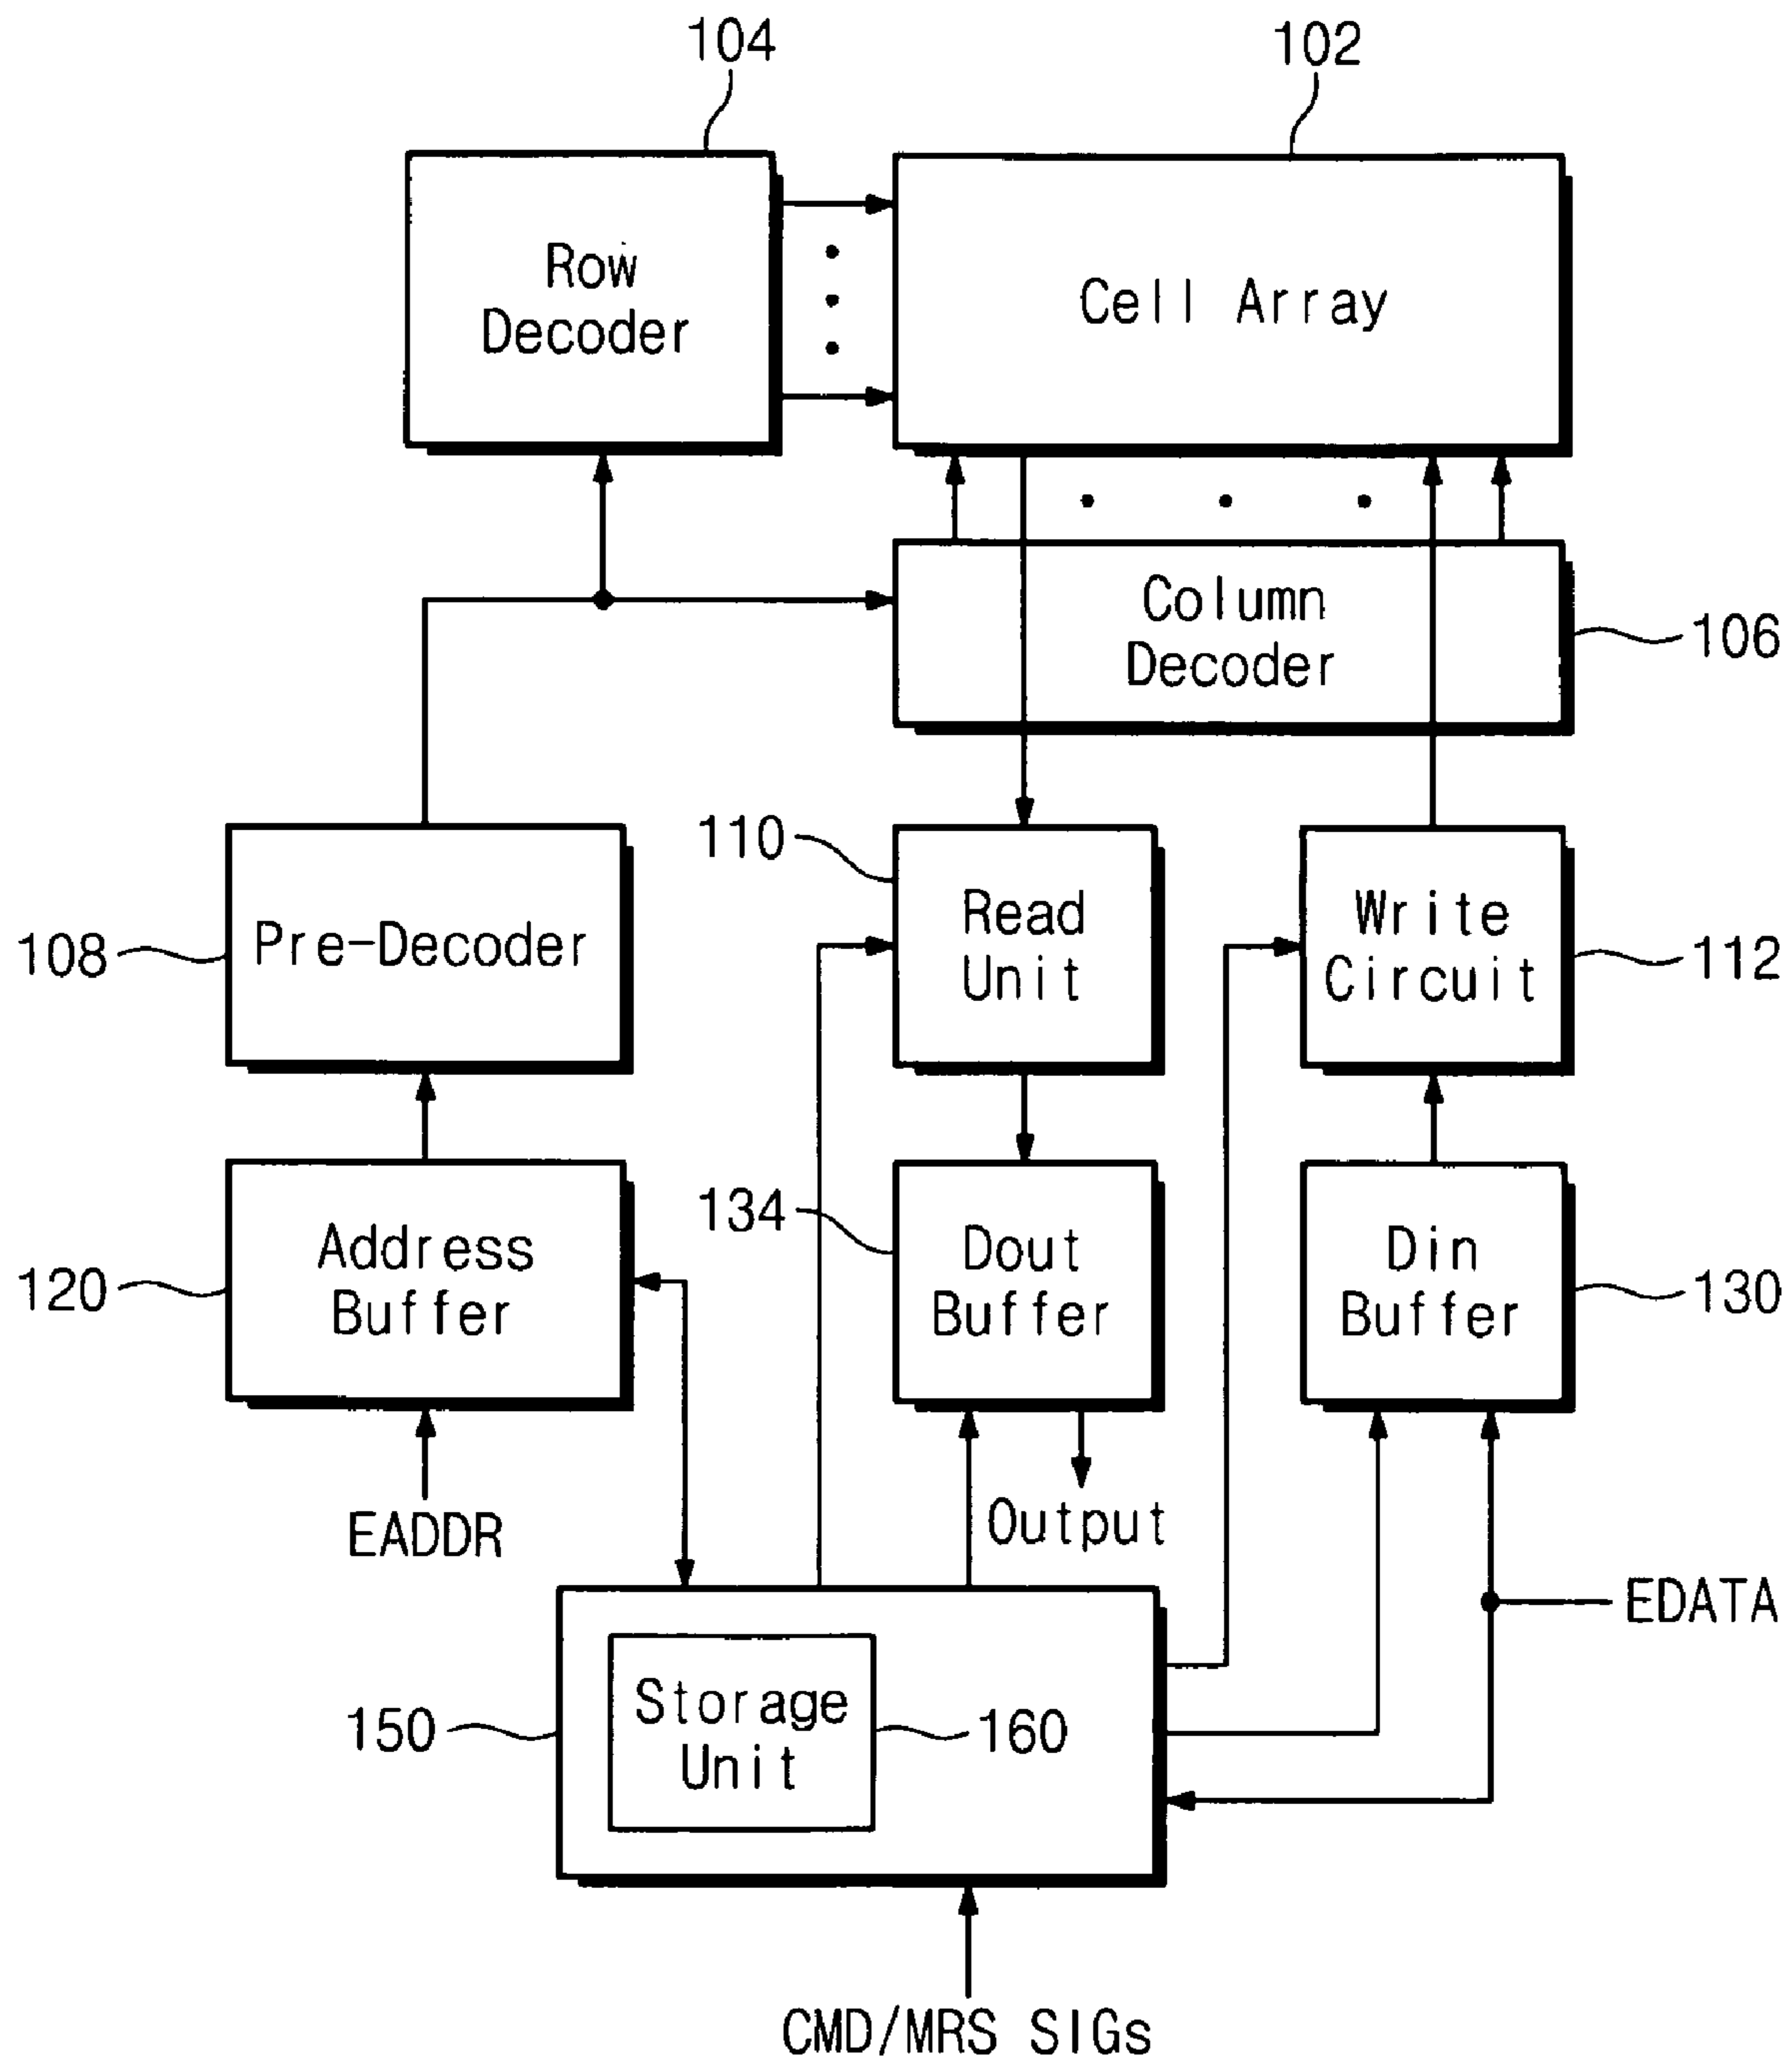 104
102
Row
Decoder
Cell Array
Column
Decoder
106
110
108
Pre-Decoder
Read
Unit
Write
Circuit
112
134
120
Address
Buffer
Dout
Buffer
Din
Buffer
130
EADDR
Output
EDATA
150
Storage
Unit
160
CMD/MRS SIGs